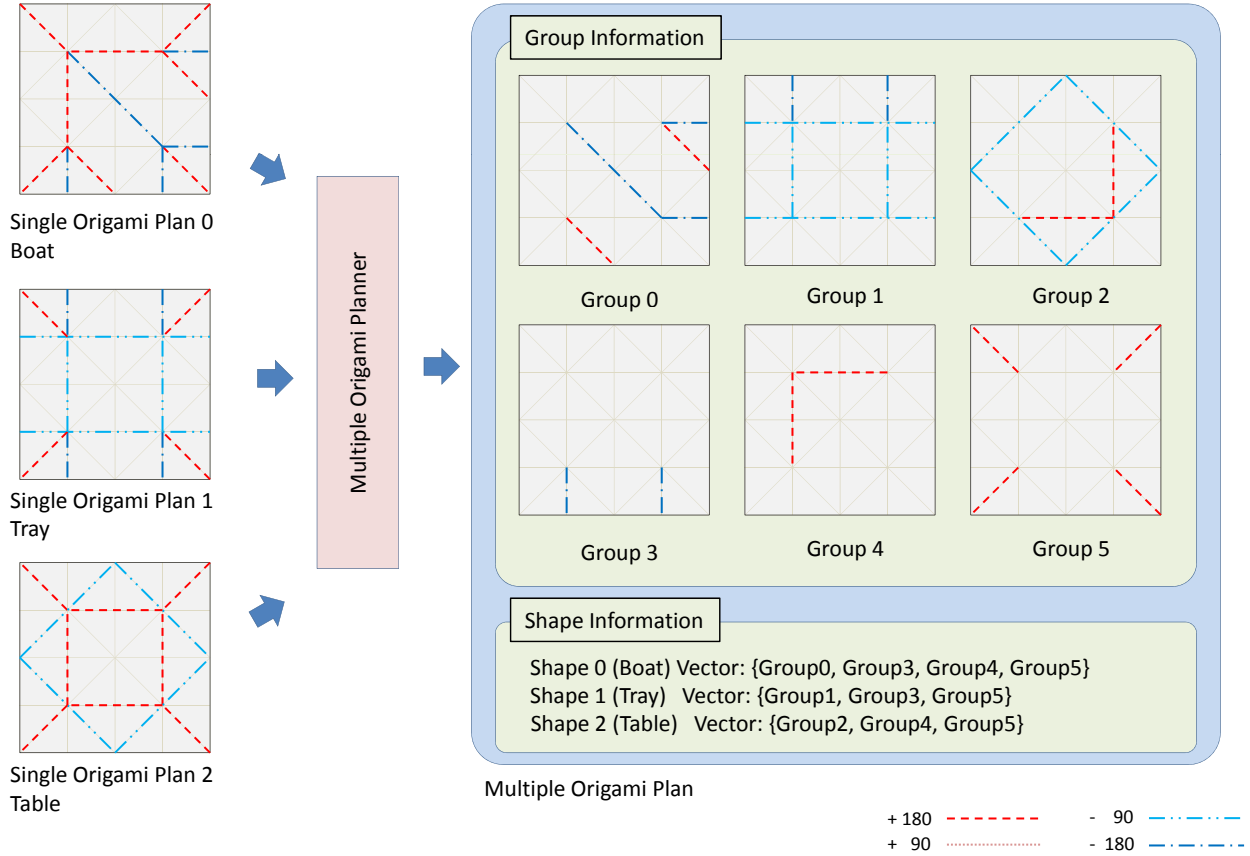 Single Origami Plan 0
Boat
Single Origami Plan 1
Tray
Single Origami Plan 2
Table
Multiple Origami Planner
Group Information
Group 0
Group 1
Group 2
Group 3
Group 4
Group 5
Shape Information
Shape 0 (Boat) Vector: {Group0, Group3, Group4, Group5}
Shape 1 (Tray) Vector: {Group1, Group3, Group5}
Shape 2 (Table) Vector: {Group2, Group4, Group5}
Multiple Origami Plan
+ 180
- 90
+ 90
- 180